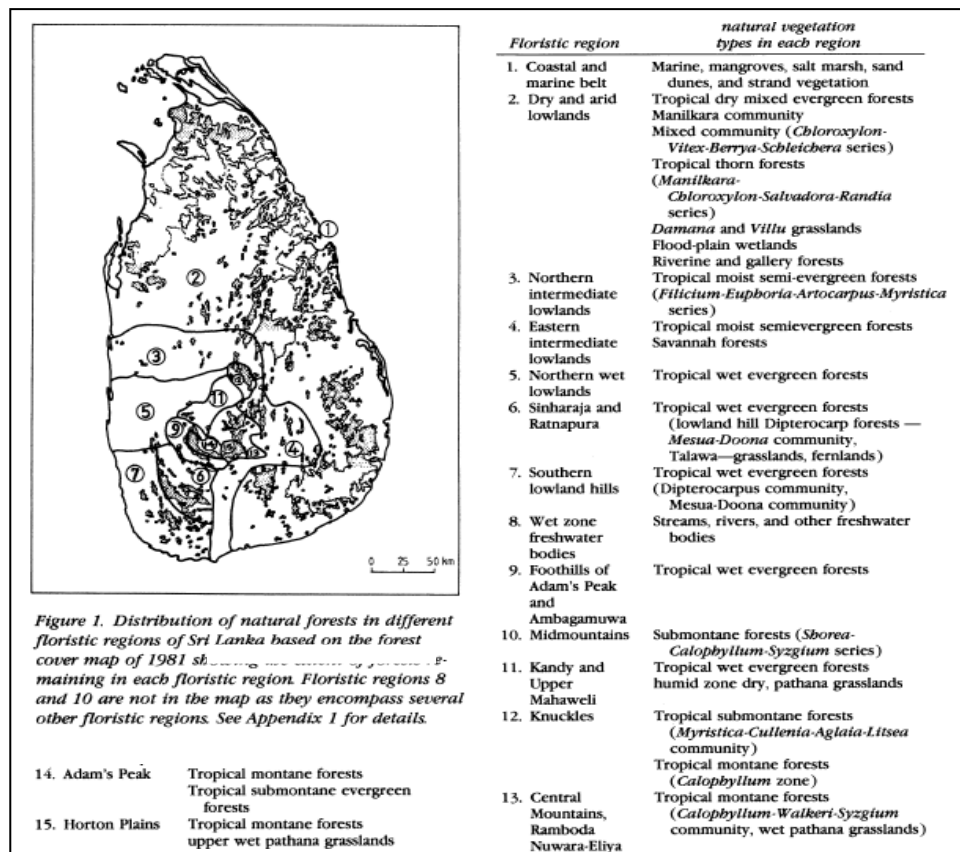 ①
②
③
⑪
⑤
⑨
④
⑦
⑥
0 25 50 km
Figure 1. Distribution of natural forests in different
floristic regions of Sri Lanka based on the forest
cover map of 1981
maining in each floristic region. Floristic regions 8
and 10 are not in the map as they encompass several
other floristic regions. See Appendix 1 for details.
natural vegetation
Floristic region types in each region
1. Coastal and Marine, mangroves, salt marsh, sand
marine belt dunes, and strand vegetation
2. Dry and arid Tropical dry mixed evergreen forests
lowlands Manilkara community
Mixed community (Chloroxylon-
Vitex-Berrya-Schleichera series)
Tropical thorn forests
(Manilkara-
Chloroxylon-Salvadora-Randia
series)
Damana and Villu grasslands
Flood-plain wetlands
Riverine and gallery forests
3. Northern Tropical moist semi-evergreen forests
intermediate (Filicium-Euphoria-Artocarpus-Myristica
lowlands series)
4. Eastern Tropical moist semievergreen forests
intermediate Savannah forests
lowlands
5. Northern wet Tropical wet evergreen forests
lowlands
6. Sinharaja and Tropical wet evergreen forests
Ratnapura (lowland hill Dipterocarp forests —
Mesua-Doona community,
Talawa—grasslands, fernlands)
7. Southern Tropical wet evergreen forests
lowland hills (Dipterocarpus community,
Mesua-Doona community)
8. Wet zone Streams, rivers, and other freshwater
freshwater bodies
bodies
9. Foothills of Tropical wet evergreen forests
Adam's Peak
and
Ambagamuwa
10. Midmountains Submontane forests (Shorea-
Calophyllum-Syzgium series)
11. Kandy and Tropical wet evergreen forests
Upper humid zone dry, pathana grasslands
Mahaweli
12. Knuckles Tropical submontane forests
(Myristica-Cullenia-Aglaia-Litsea
community)
Tropical montane forests
(Calophyllum zone)
13. Central Tropical montane forests
Mountains, (Calophyllum-Walkeri-Syzgium
Ramboda community, wet pathana grasslands)
Nuwara-Eliya
14. Adam's Peak Tropical montane forests
Tropical submontane evergreen
forests
15. Horton Plains Tropical montane forests
upper wet pathana grasslands